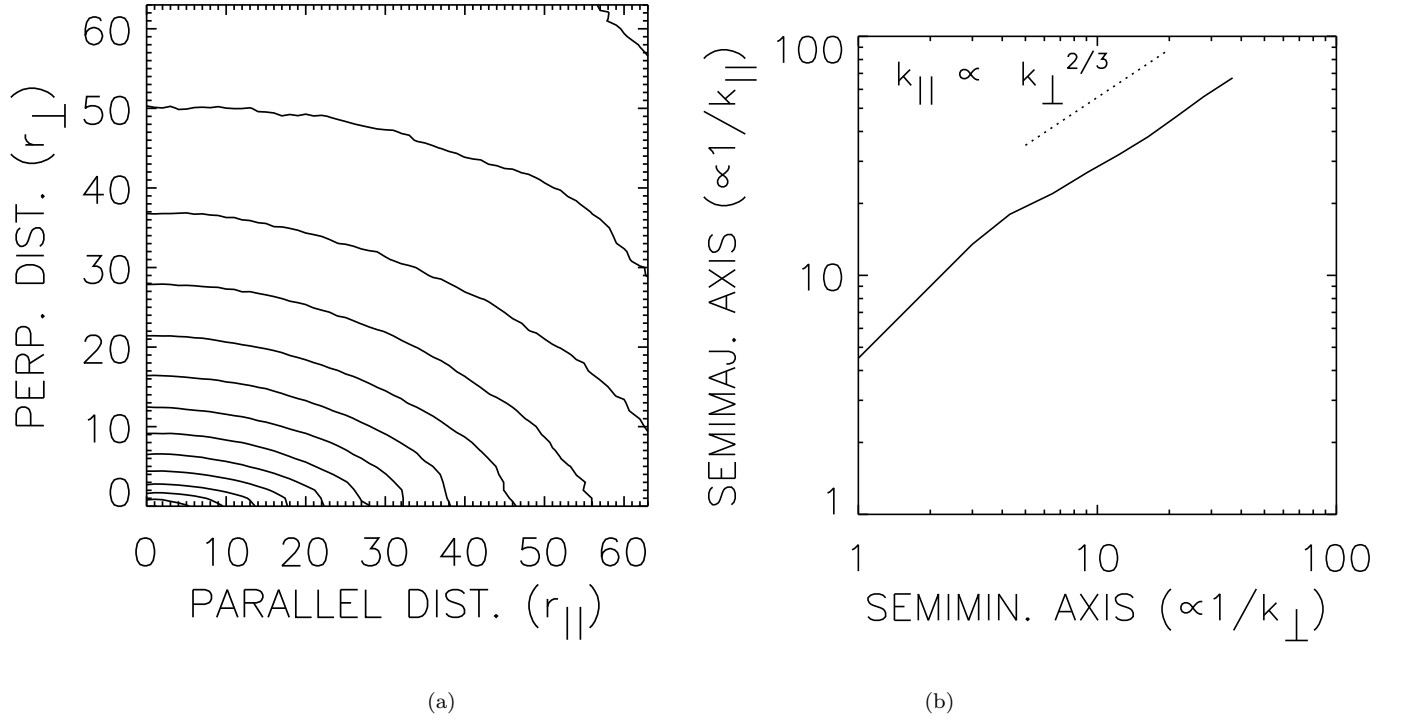 PERP. DIST. (r⊥)
60
50
40
30
20
10
0
0 10 20 30 40 50 60
PARALLEL DIST. (r||)
(a)
SEMIMAJ. AXIS (∝1/k||)
100
10
1
k|| ∝ k⊥^2/3
1 10 100
SEMIMIN. AXIS (∝1/k⊥)
(b)